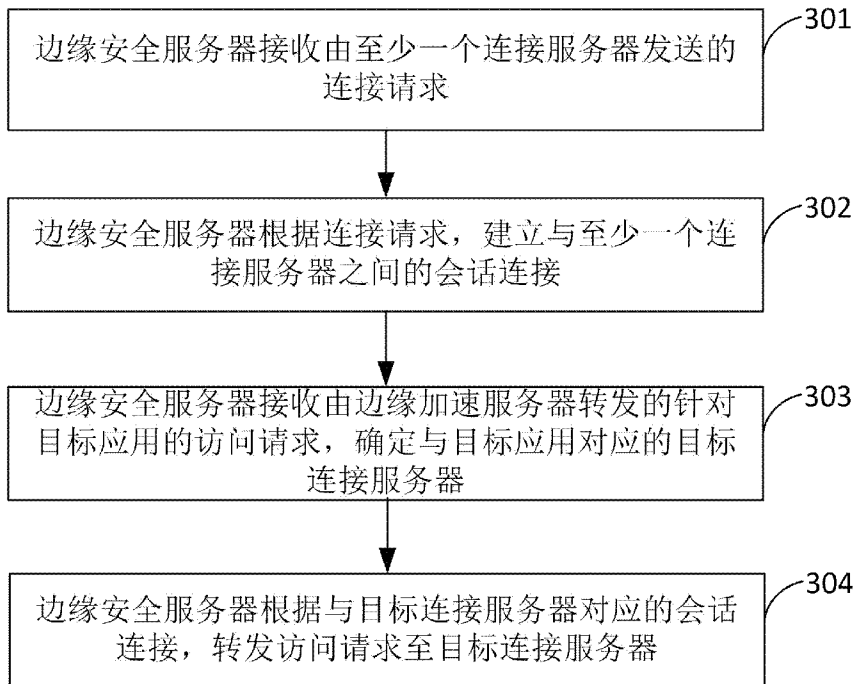 边缘安全服务器接收由至少一个连接服务器发送的
连接请求
301
边缘安全服务器根据连接请求，建立与至少一个连
接服务器之间的会话连接
302
边缘安全服务器接收由边缘加速服务器转发的针对
目标应用的访问请求，确定与目标应用对应的目标
连接服务器
303
边缘安全服务器根据与目标连接服务器对应的会话
连接，转发访问请求至目标连接服务器
304